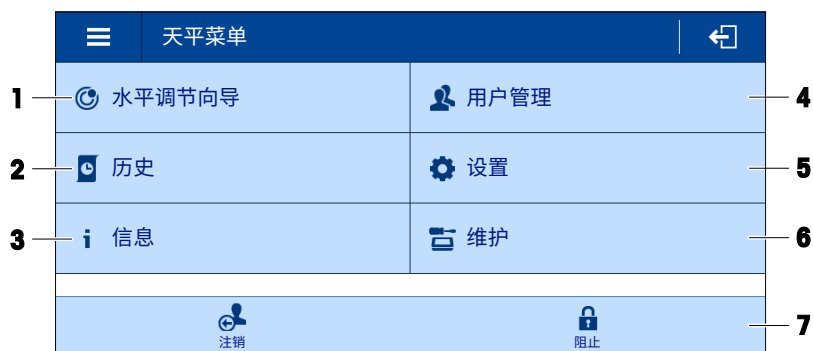 天平菜单
1 水平调节向导 用户管理 4
2 历史 设置 5
3 信息 维护 6
注销 阻止 7